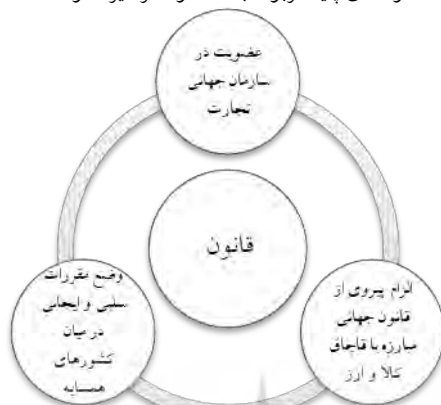 عضویت در
سازمان جهانی
تجارت
قانون
الزام پیروی از
قانون جهانی
مبارزه با قاچاق
کالا و ارز
وضع مقررات
سلبی و ایجابی
در میان
کشورهای
همسایه